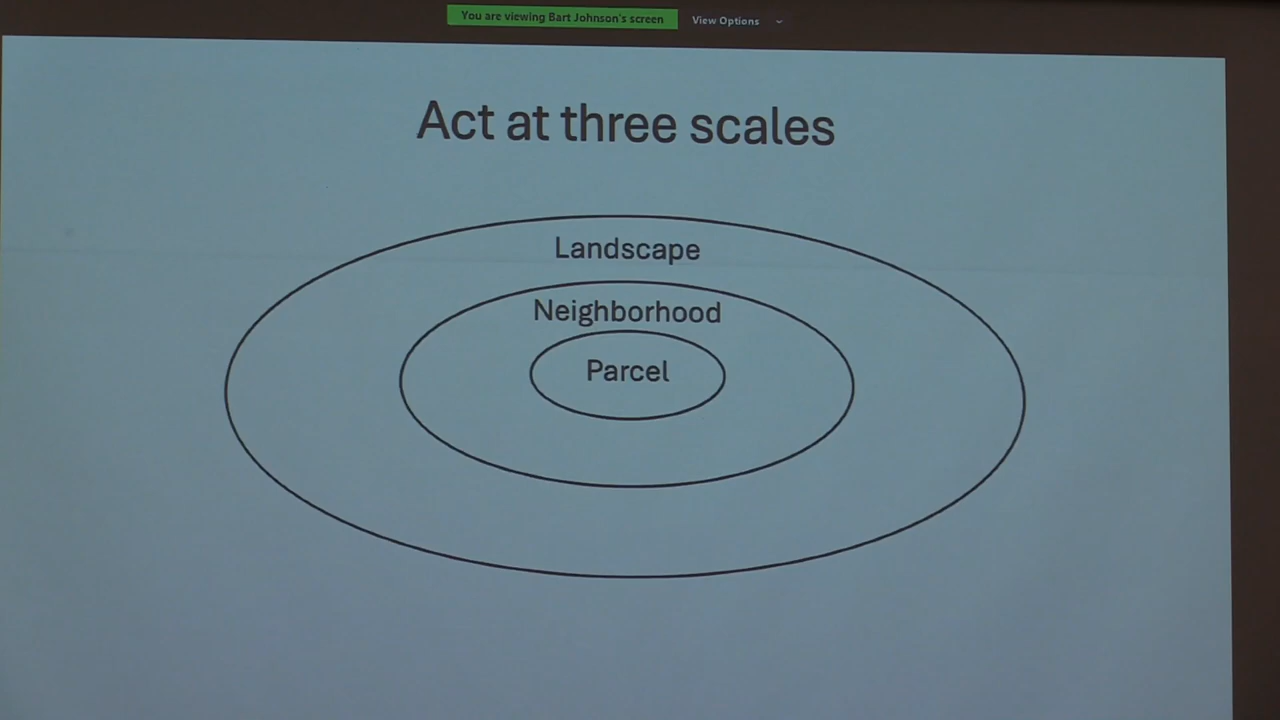 You are viewing Bart Johnson's screen
View Options
Act at three scales
Landscape
Neighborhood
Parcel